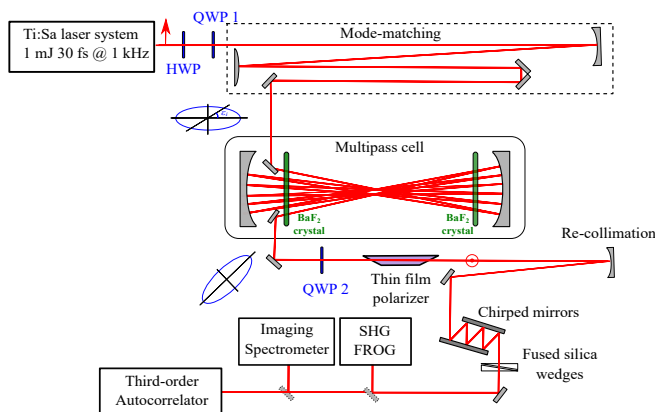 Ti:Sa laser system
1 mJ 30 fs @ 1 kHz
HWP
QWP 1
Mode-matching
ε_i
Multipass cell
BaF₂
crystal
BaF₂
crystal
QWP 2
Thin film
polarizer
Re-collimation
Chirped mirrors
Fused silica
wedges
Imaging
Spectrometer
SHG
FROG
Third-order
Autocorrelator